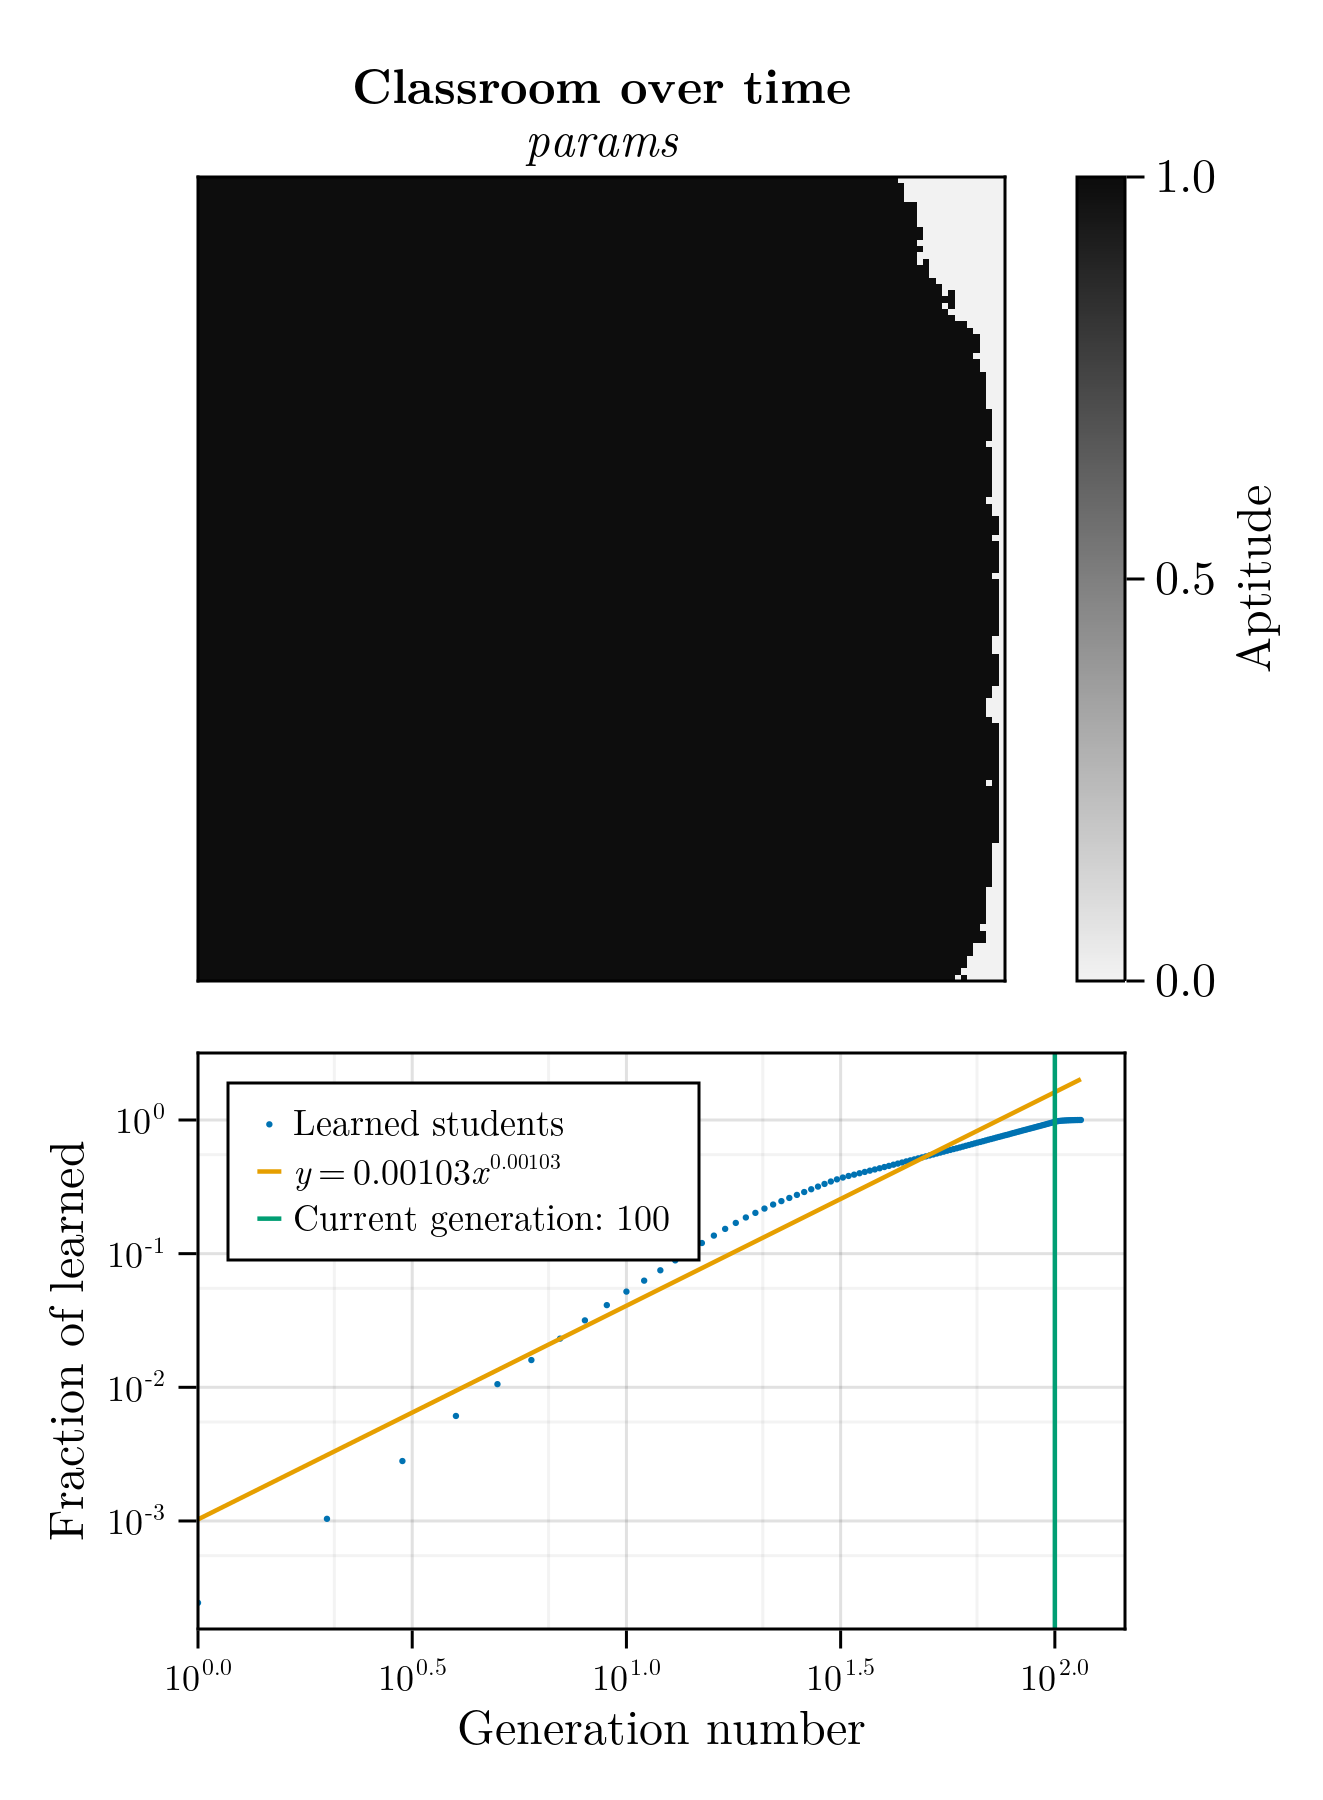 Classroom over time
params
1.0
0.5
0.0
Aptitude
Learned students
y = 0.00103x^0.00103
Current generation: 100
10^0
10^-1
10^-2
10^-3
Fraction of learned
10^0.0 10^0.5 10^1.0 10^1.5 10^2.0
Generation number